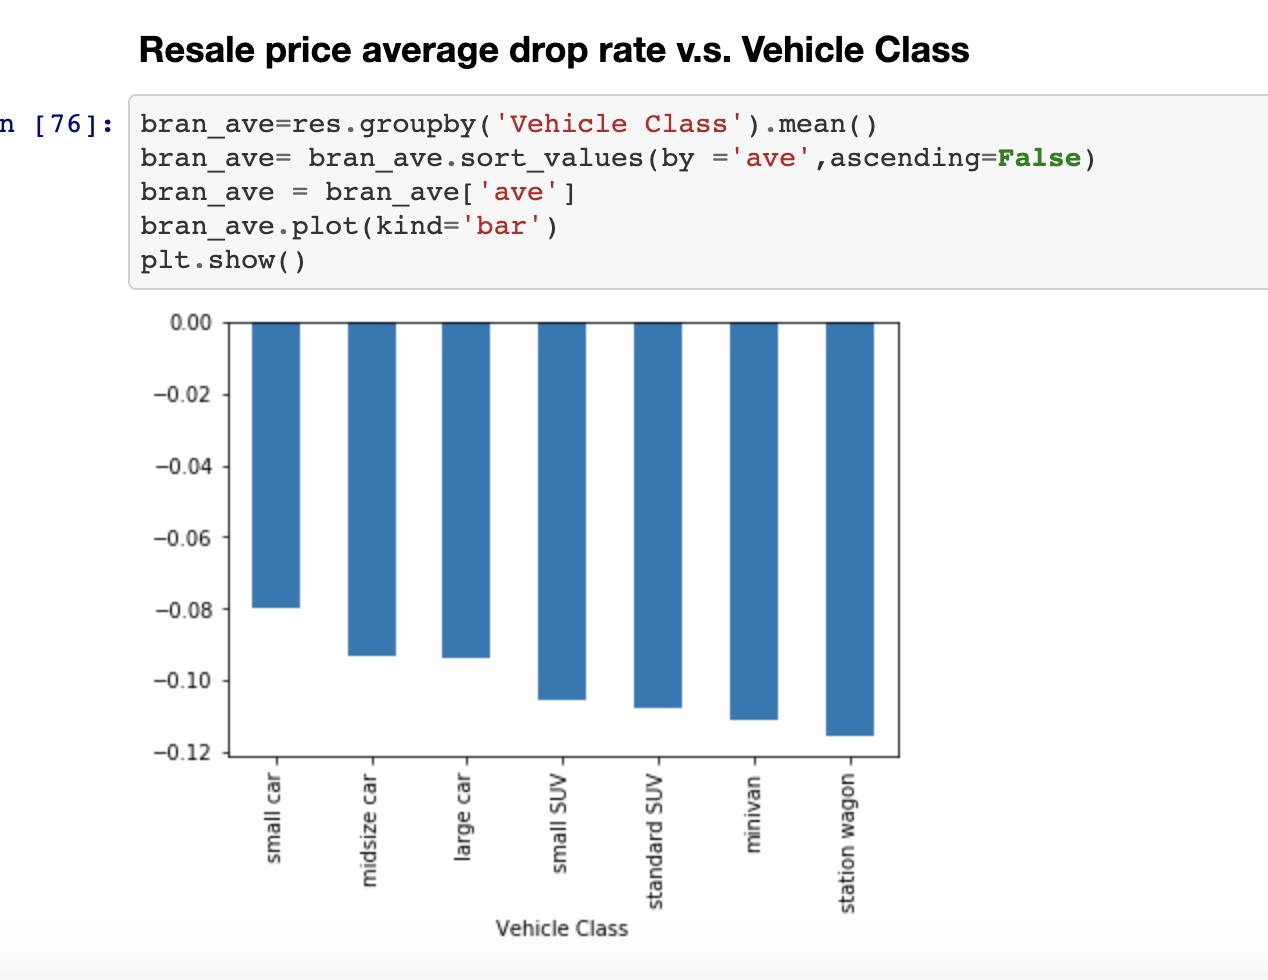 Resale price average drop rate v.s. Vehicle Class
n [76]:
bran_ave=res.groupby('Vehicle Class').mean()
bran_ave= bran_ave.sort_values(by ='ave',ascending=False)
bran_ave = bran_ave['ave']
bran_ave.plot(kind='bar')
plt.show()
0.00
−0.02
−0.04
−0.06
−0.08
−0.10
−0.12
small car
midsize car
large car
small SUV
standard SUV
minivan
station wagon
Vehicle Class